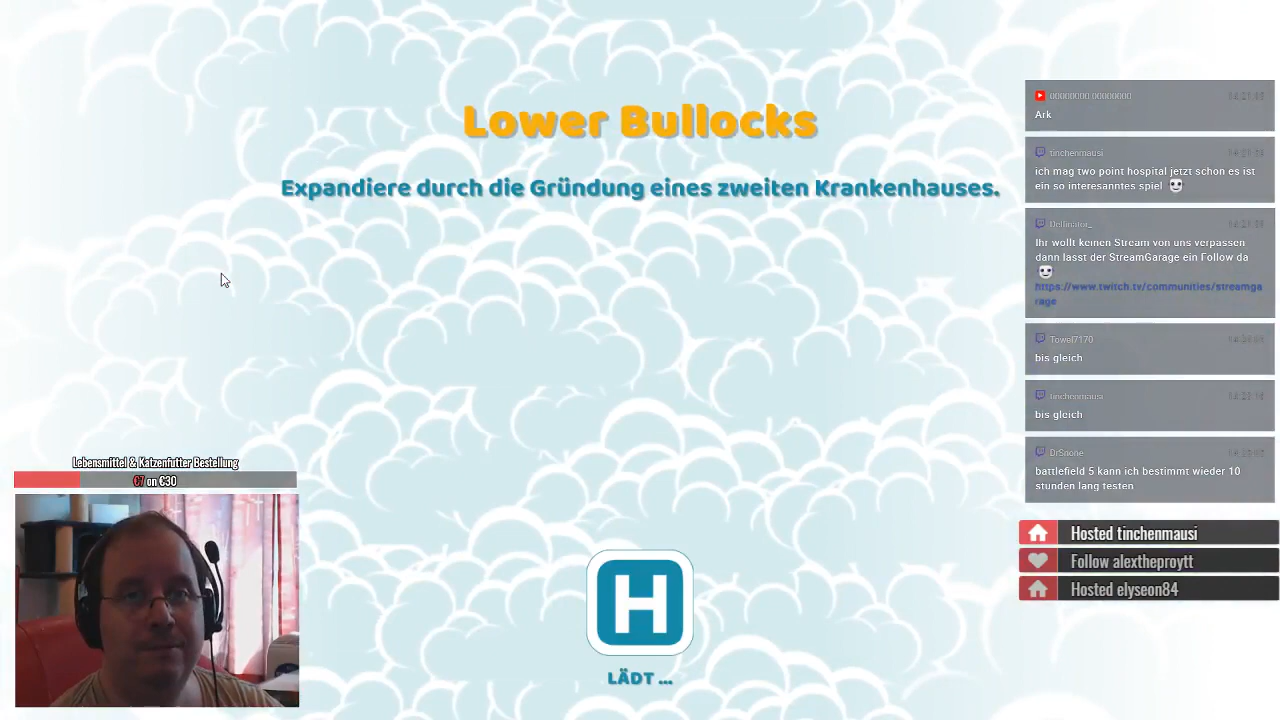 Lower Bullocks
Expandiere durch die Gründung eines zweiten Krankenhauses.
Ark
tinchenmausi
ich mag two point hospital jetzt schon es ist
ein so interesanntes spiel
Delfinator_
Ihr wollt keinen Stream von uns verpassen
dann lasst der StreamGarage ein Follow da
https://www.twitch.tv/communities/streamga
rage
Towel7170
bis gleich
tinchenmausi
bis gleich
DrSnone
battlefield 5 kann ich bestimmt wieder 10
stunden lang testen
Hosted tinchenmausi
Follow alextheproytt
Hosted elyseon84
Lebensmittel & Katzenfutter Bestellung
€7 on €30
H
LÄDT ...